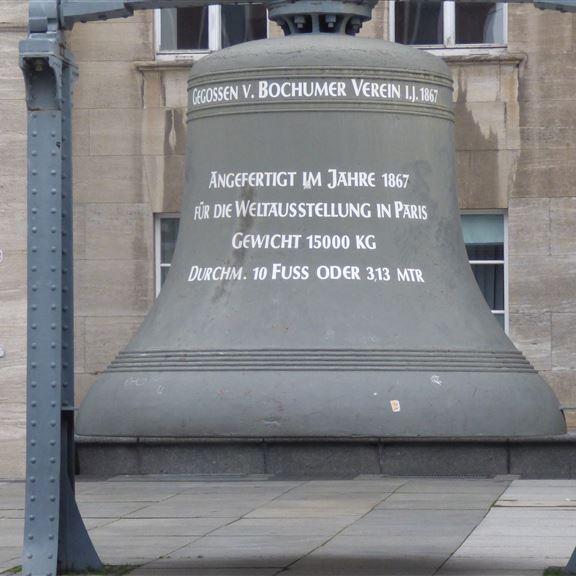 GEGOSSEN V. BOCHUMER VEREIN I.J. 1867
ANGEFERTIGT IM JAHRE 1867
FÜR DIE WELTAUSSTELLUNG IN PARIS
GEWICHT 15000 KG
DURCHM. 10 FUSS ODER 3,13 MTR